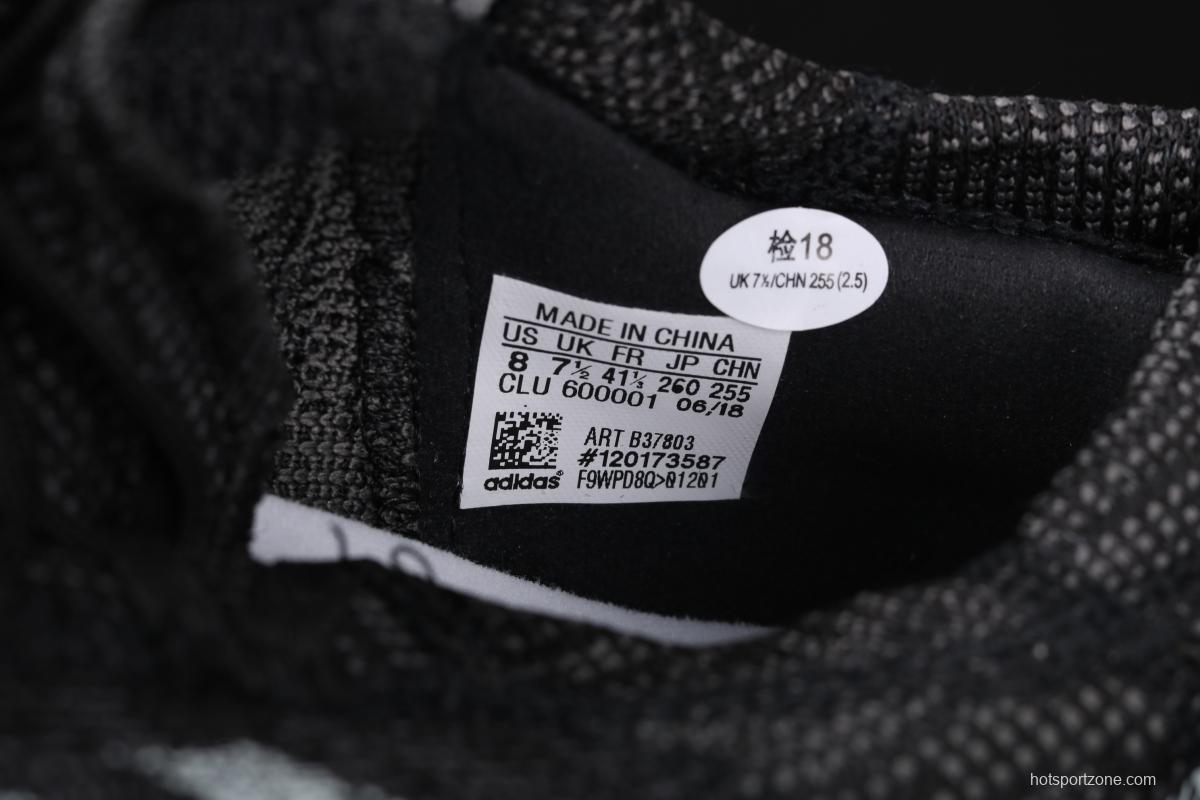 检18
UK 7½/CHN 255 (2.5)
MADE IN CHINA
US UK FR JP CHN
8 7½ 41⅓ 260 255
CLU 600001 06/18
ART B37803
#120173587
adidas® F9WPD8Q>01201
hotsportzone.com